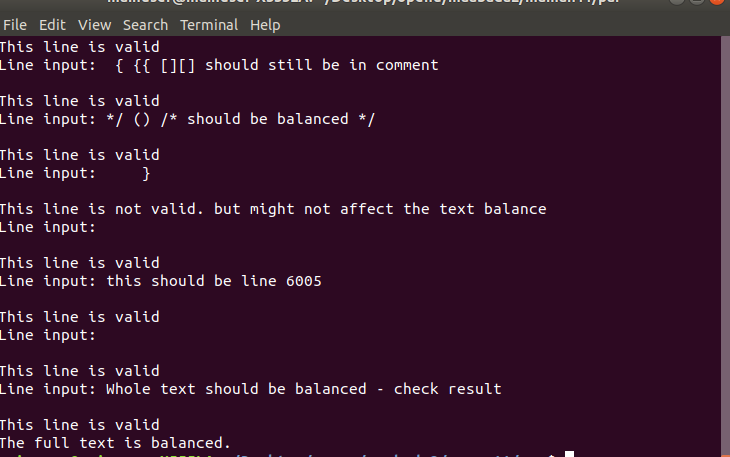 File Edit View Search Terminal Help
This line is valid
Line input:  { {{ [][] should still be in comment
This line is valid
Line input: */ () /* should be balanced */
This line is valid
Line input:     }
This line is not valid. but might not affect the text balance
Line input:
This line is valid
Line input: this should be line 6005
This line is valid
Line input:
This line is valid
Line input: Whole text should be balanced - check result
This line is valid
The full text is balanced.